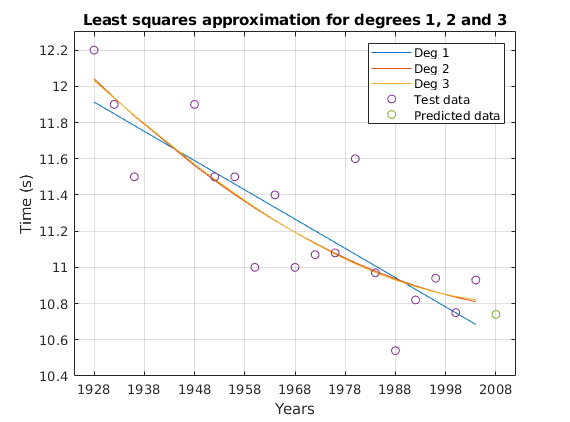 Least squares approximation for degrees 1, 2 and 3
Deg 1
Deg 2
Deg 3
Test data
Predicted data
Time (s)
12.2
12
11.8
11.6
11.4
11.2
11
10.8
10.6
10.4
1928 1938 1948 1958 1968 1978 1988 1998 2008
Years